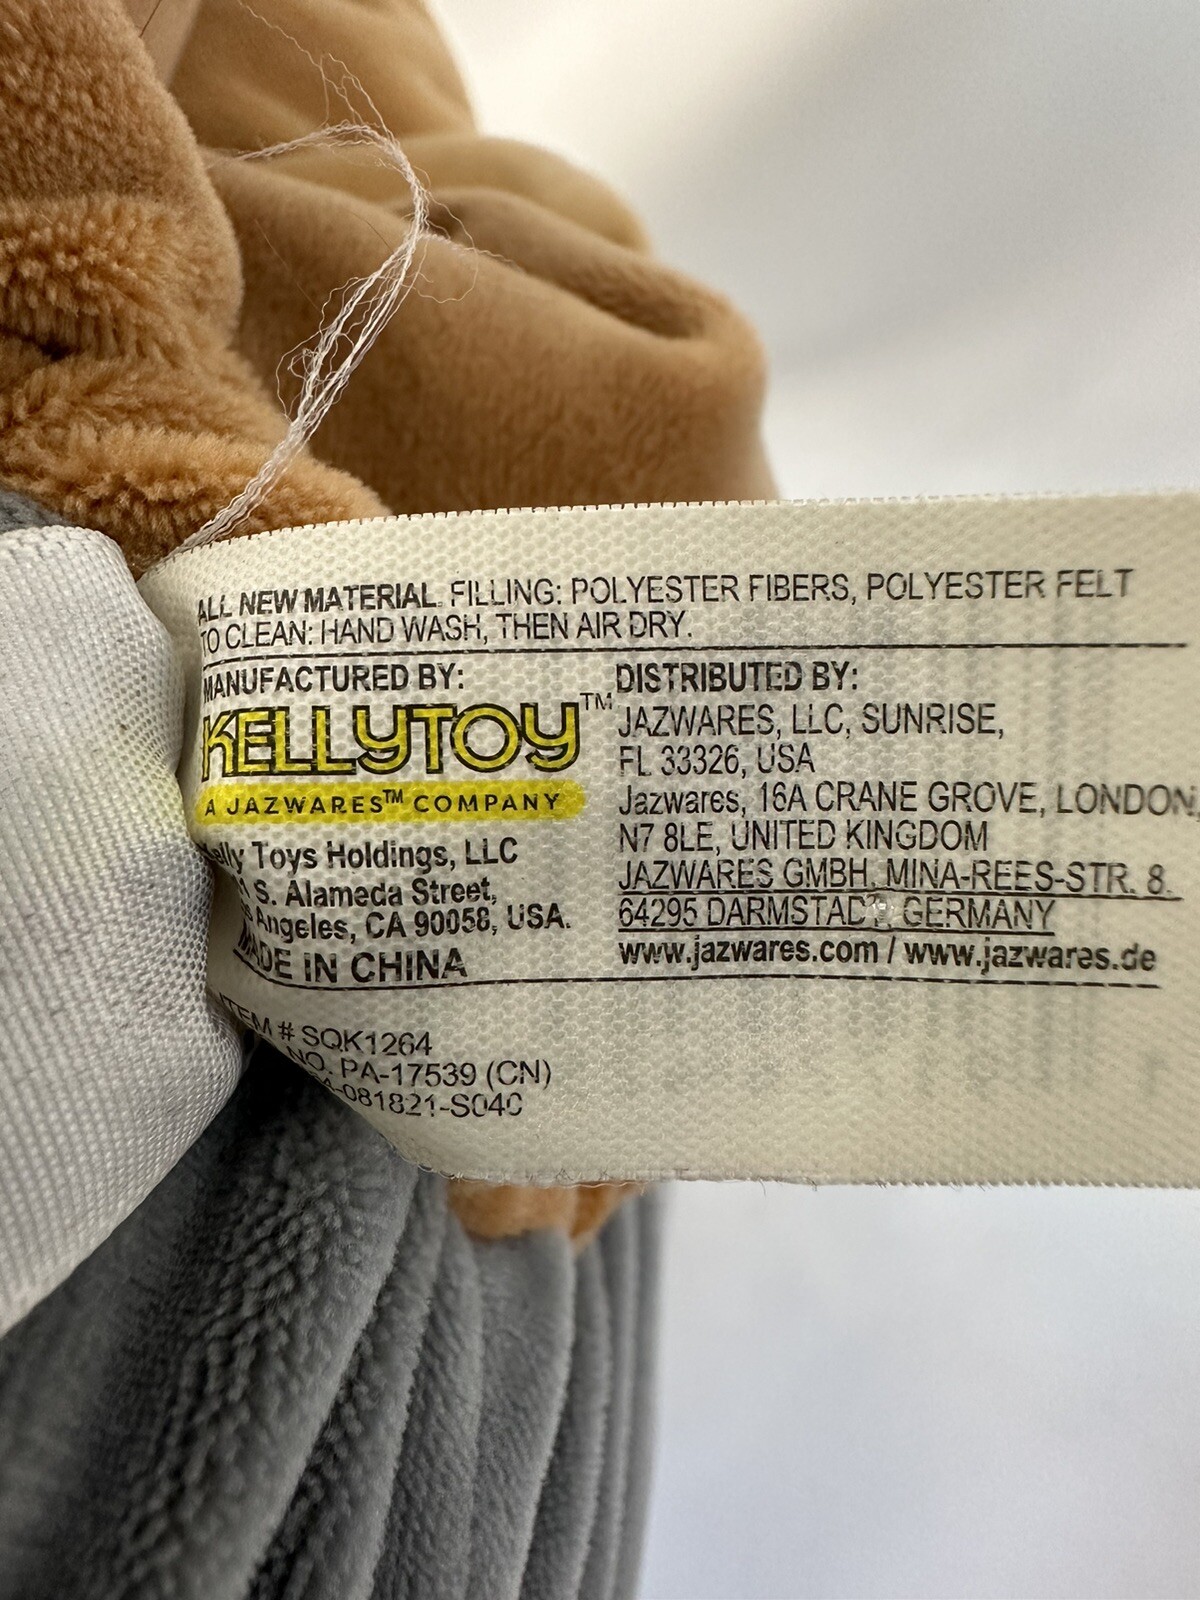 ALL NEW MATERIAL. FILLING: POLYESTER FIBERS, POLYESTER FELT
TO CLEAN: HAND WASH, THEN AIR DRY.
MANUFACTURED BY:
KELLYTOY™
A JAZWARES™ COMPANY
Kelly Toys Holdings, LLC
S. Alameda Street,
Angeles, CA 90058, USA.
MADE IN CHINA
DISTRIBUTED BY:
JAZWARES, LLC, SUNRISE,
FL 33326, USA
Jazwares, 16A CRANE GROVE, LONDON,
N7 8LE, UNITED KINGDOM
JAZWARES GMBH, MINA-REES-STR. 8.
64295 DARMSTADT, GERMANY
www.jazwares.com / www.jazwares.de
ITEM # SQK1264
NO. PA-17539 (CN)
-081821-S04C